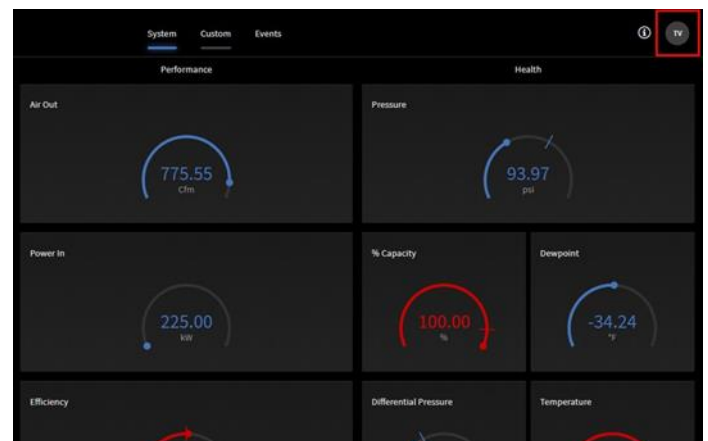 System Custom Events
TV
Performance
Health
Air Out
775.55
Cfm
Pressure
93.97
psi
Power In
225.00
kW
% Capacity
100.00
%
Dewpoint
-34.24
°F
Efficiency
Differential Pressure
Temperature